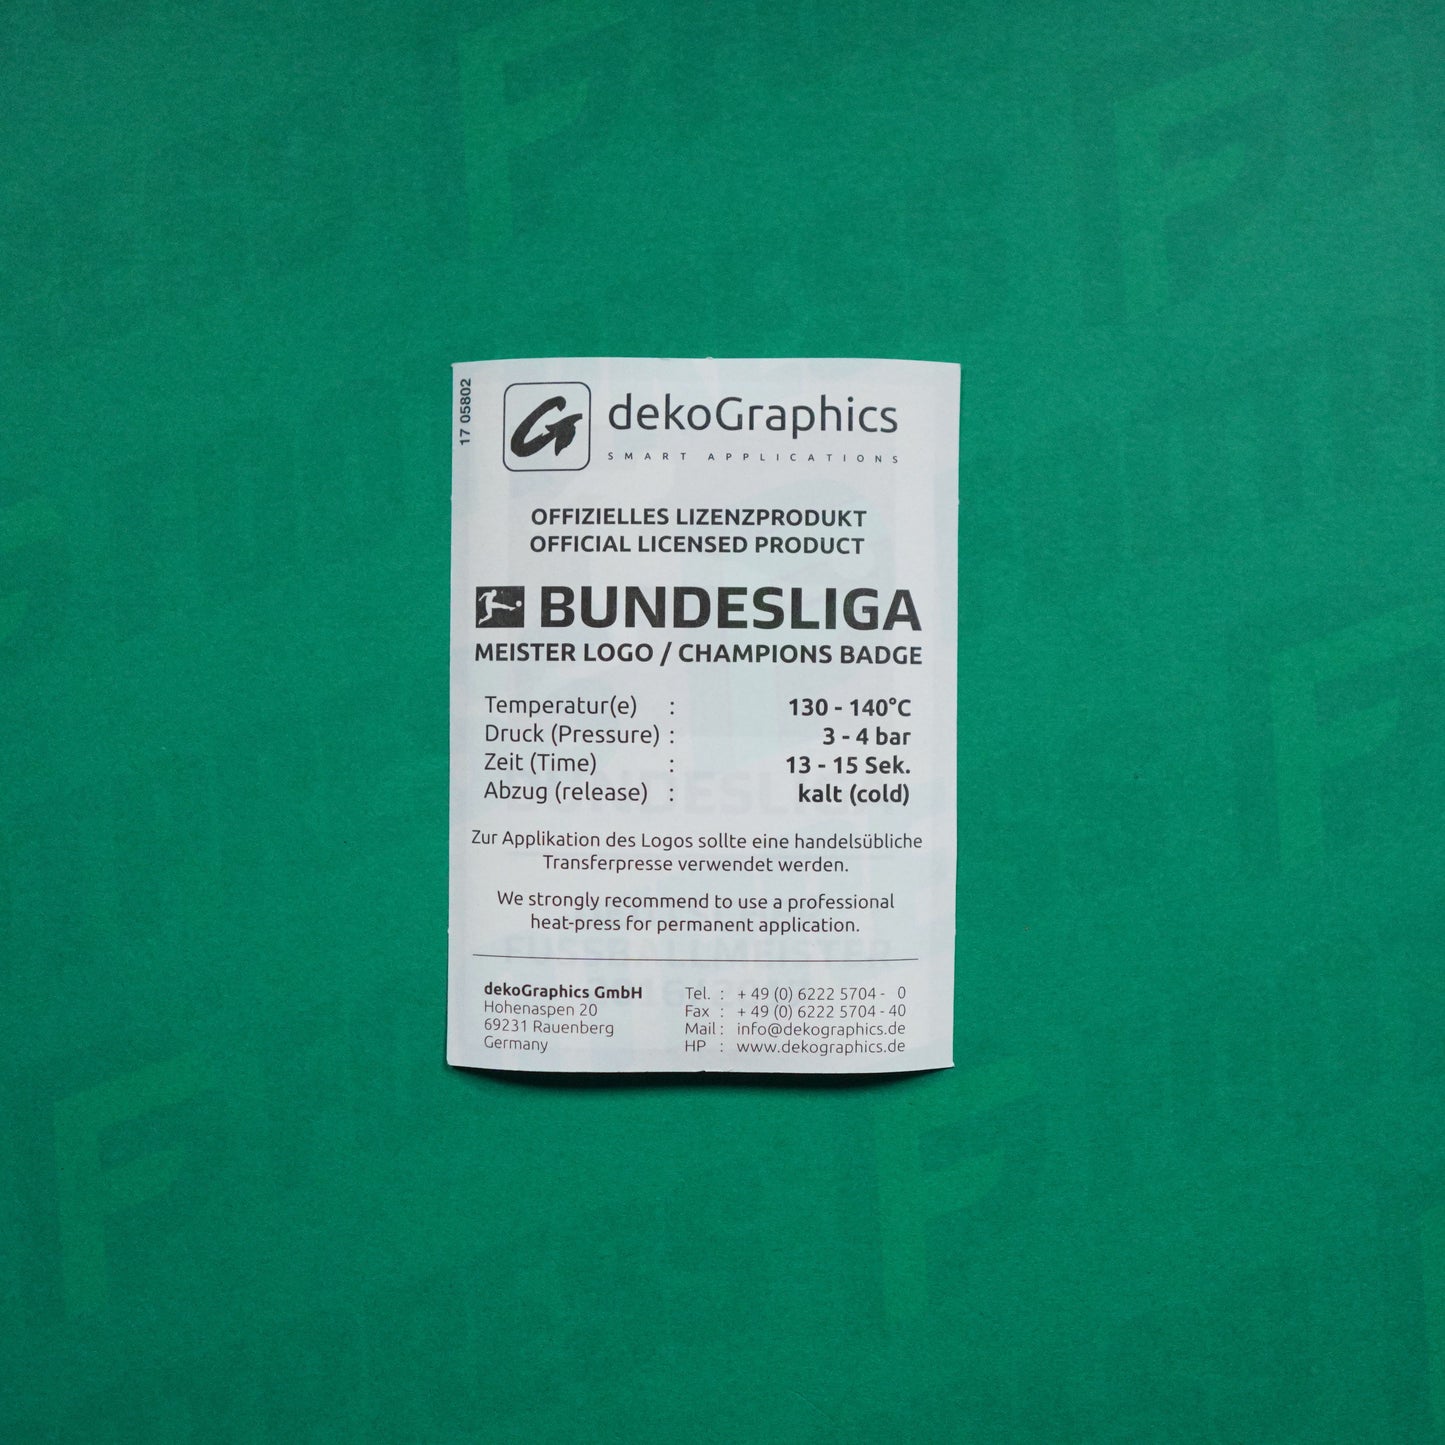 17 05802
G
dekoGraphics
SMART APPLICATIONS
OFFIZIELLES LIZENZPRODUKT
OFFICIAL LICENSED PRODUCT
BUNDESLIGA
MEISTER LOGO / CHAMPIONS BADGE
Temperatur(e) : 130 - 140°C
Druck (Pressure) : 3 - 4 bar
Zeit (Time) : 13 - 15 Sek.
Abzug (release) : kalt (cold)
Zur Applikation des Logos sollte eine handelsübliche
Transferpresse verwendet werden.
We strongly recommend to use a professional
heat-press for permanent application.
dekoGraphics GmbH
Hohenaspen 20
69231 Rauenberg
Germany
Tel. : + 49 (0) 6222 5704 - 0
Fax : + 49 (0) 6222 5704 - 40
Mail : info@dekographics.de
HP : www.dekographics.de